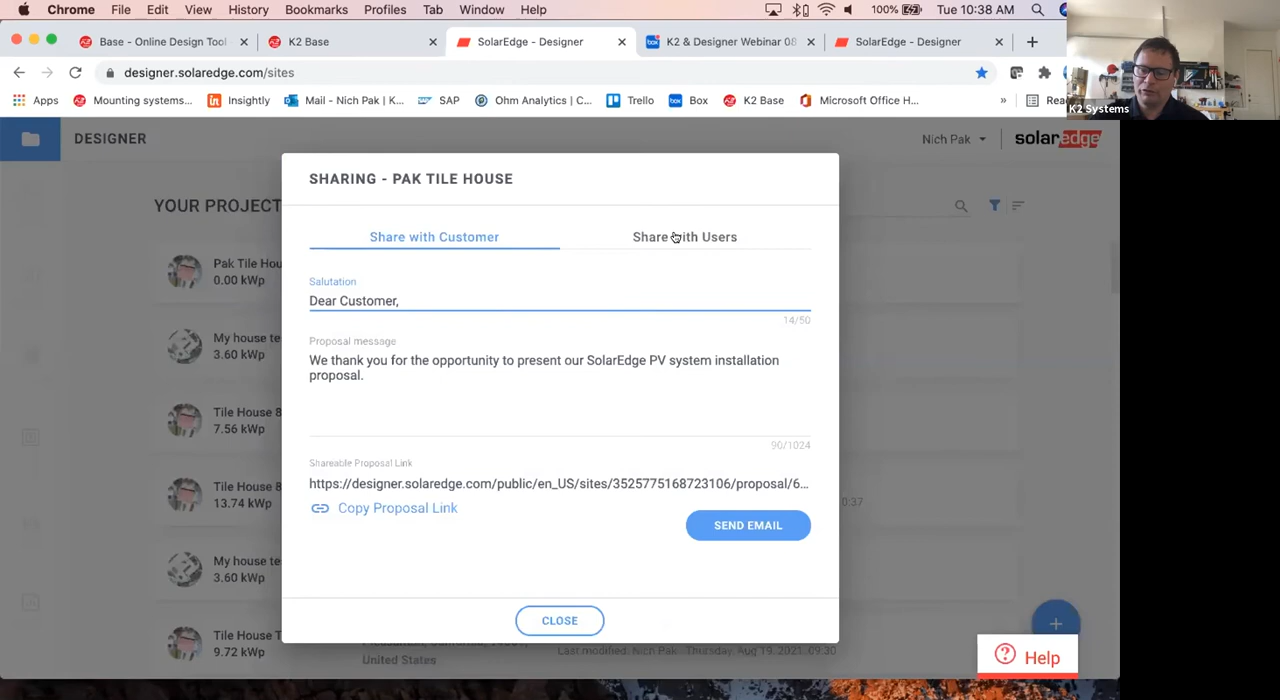 Chrome File Edit View History Bookmarks Profiles Tab Window Help 100% Tue 10:38 AM
Base - Online Design Tool K2 Base SolarEdge - Designer K2 & Designer Webinar 08 SolarEdge - Designer
designer.solaredge.com/sites
Apps Mounting systems... Insightly Mail - Nich Pak | K... SAP Ohm Analytics | C... Trello Box K2 Base Microsoft Office H... » Rea
K2 Systems
DESIGNER Nich Pak solaredge
SHARING - PAK TILE HOUSE
YOUR PROJECT
Share with Customer Share with Users
Pak Tile Hou
0.00 kWp
Salutation
Dear Customer,
14/50
My house te
3.60 kWp
Proposal message
We thank you for the opportunity to present our SolarEdge PV system installation
proposal.
Tile House 8
7.56 kWp
90/1024
Shareable Proposal Link
https://designer.solaredge.com/public/en_US/sites/3525775168723106/proposal/6...
Tile House 8
13.74 kWp
0:37
Copy Proposal Link
SEND EMAIL
My house te
3.60 kWp
CLOSE
Tile House T
9.72 kWp
United States
Last modified: Nich Pak - Thursday, Aug 19, 2021, 09:30
Help